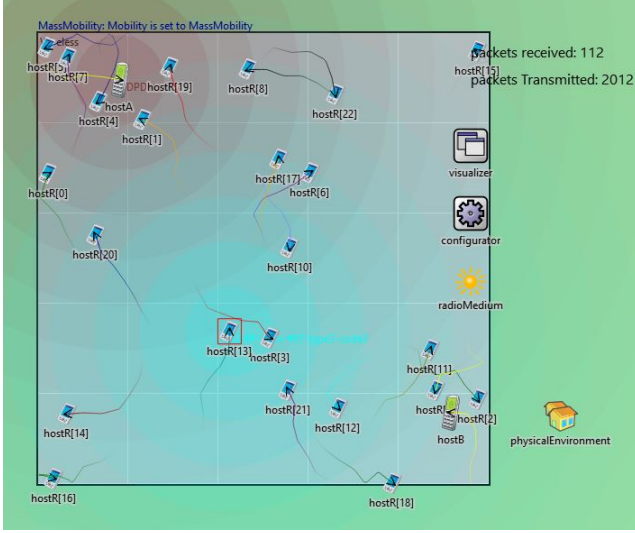 MassMobility: Mobility is set to MassMobility
eless
packets received: 112
hostR[5]
hostR[7]
hostR[15]
packets Transmitted: 2012
DPD
hostR[19]
hostR[8]
hostA
hostR[4]
hostR[22]
hostR[1]
visualizer
hostR[17]
hostR[0]
hostR[6]
configurator
hostR[20]
hostR[10]
radioMedium
hostR[13]
hostR[3]
hostR[11]
hostR[14]
hostR[21]
hostR[12]
hostR[
hostR[2]
hostB
physicalEnvironment
hostR[16]
hostR[18]